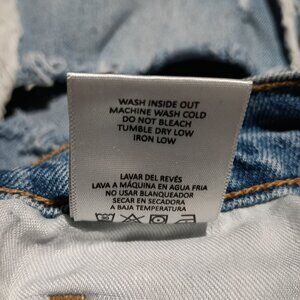 WASH INSIDE OUT
MACHINE WASH COLD
DO NOT BLEACH
TUMBLE DRY LOW
IRON LOW
LAVAR DEL REVÉS
LAVA A MÁQUINA EN AGUA FRIA
NO USAR BLANQUEADOR
SECAR EN SECADORA
A BAJA TEMPERATURA